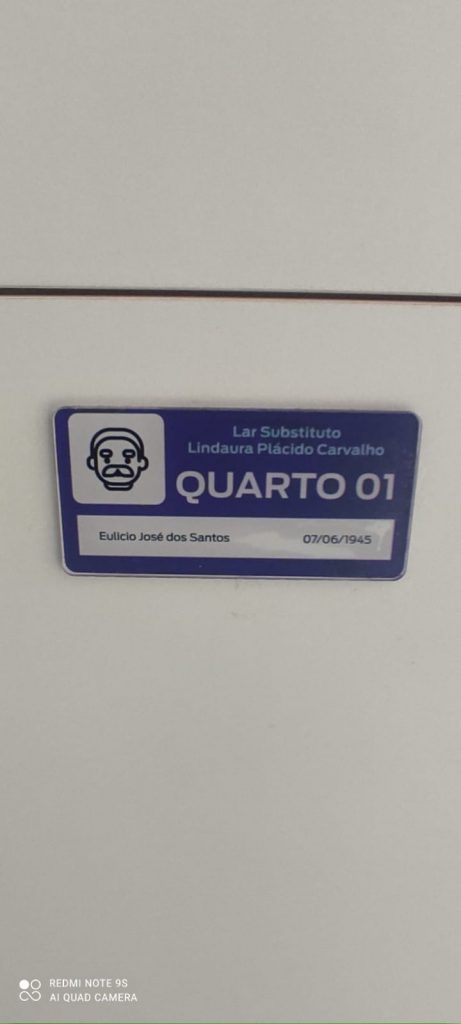 Lar Substituto
Lindaura Plácido Carvalho
QUARTO 01
Eulicio José dos Santos 07/06/1945
REDMI NOTE 9S
AI QUAD CAMERA